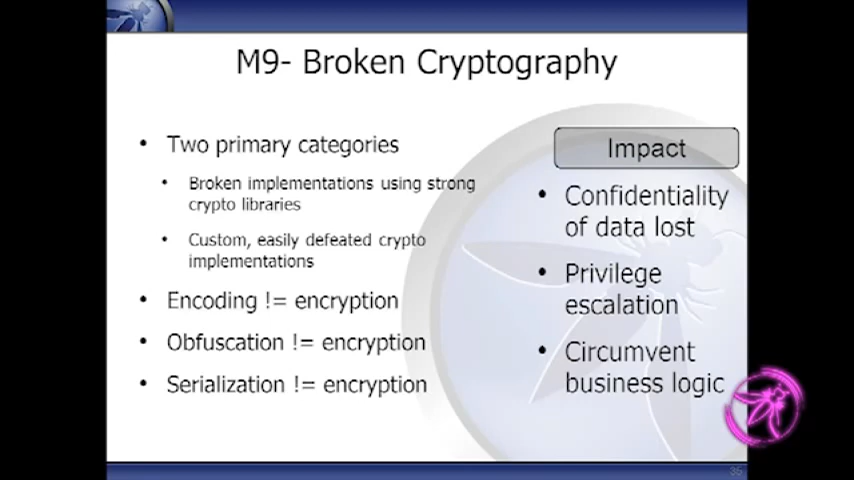 M9- Broken Cryptography
• Two primary categories
• Broken implementations using strong
crypto libraries
• Custom, easily defeated crypto
implementations
• Encoding != encryption
• Obfuscation != encryption
• Serialization != encryption
Impact
• Confidentiality
of data lost
• Privilege
escalation
• Circumvent
business logic
35